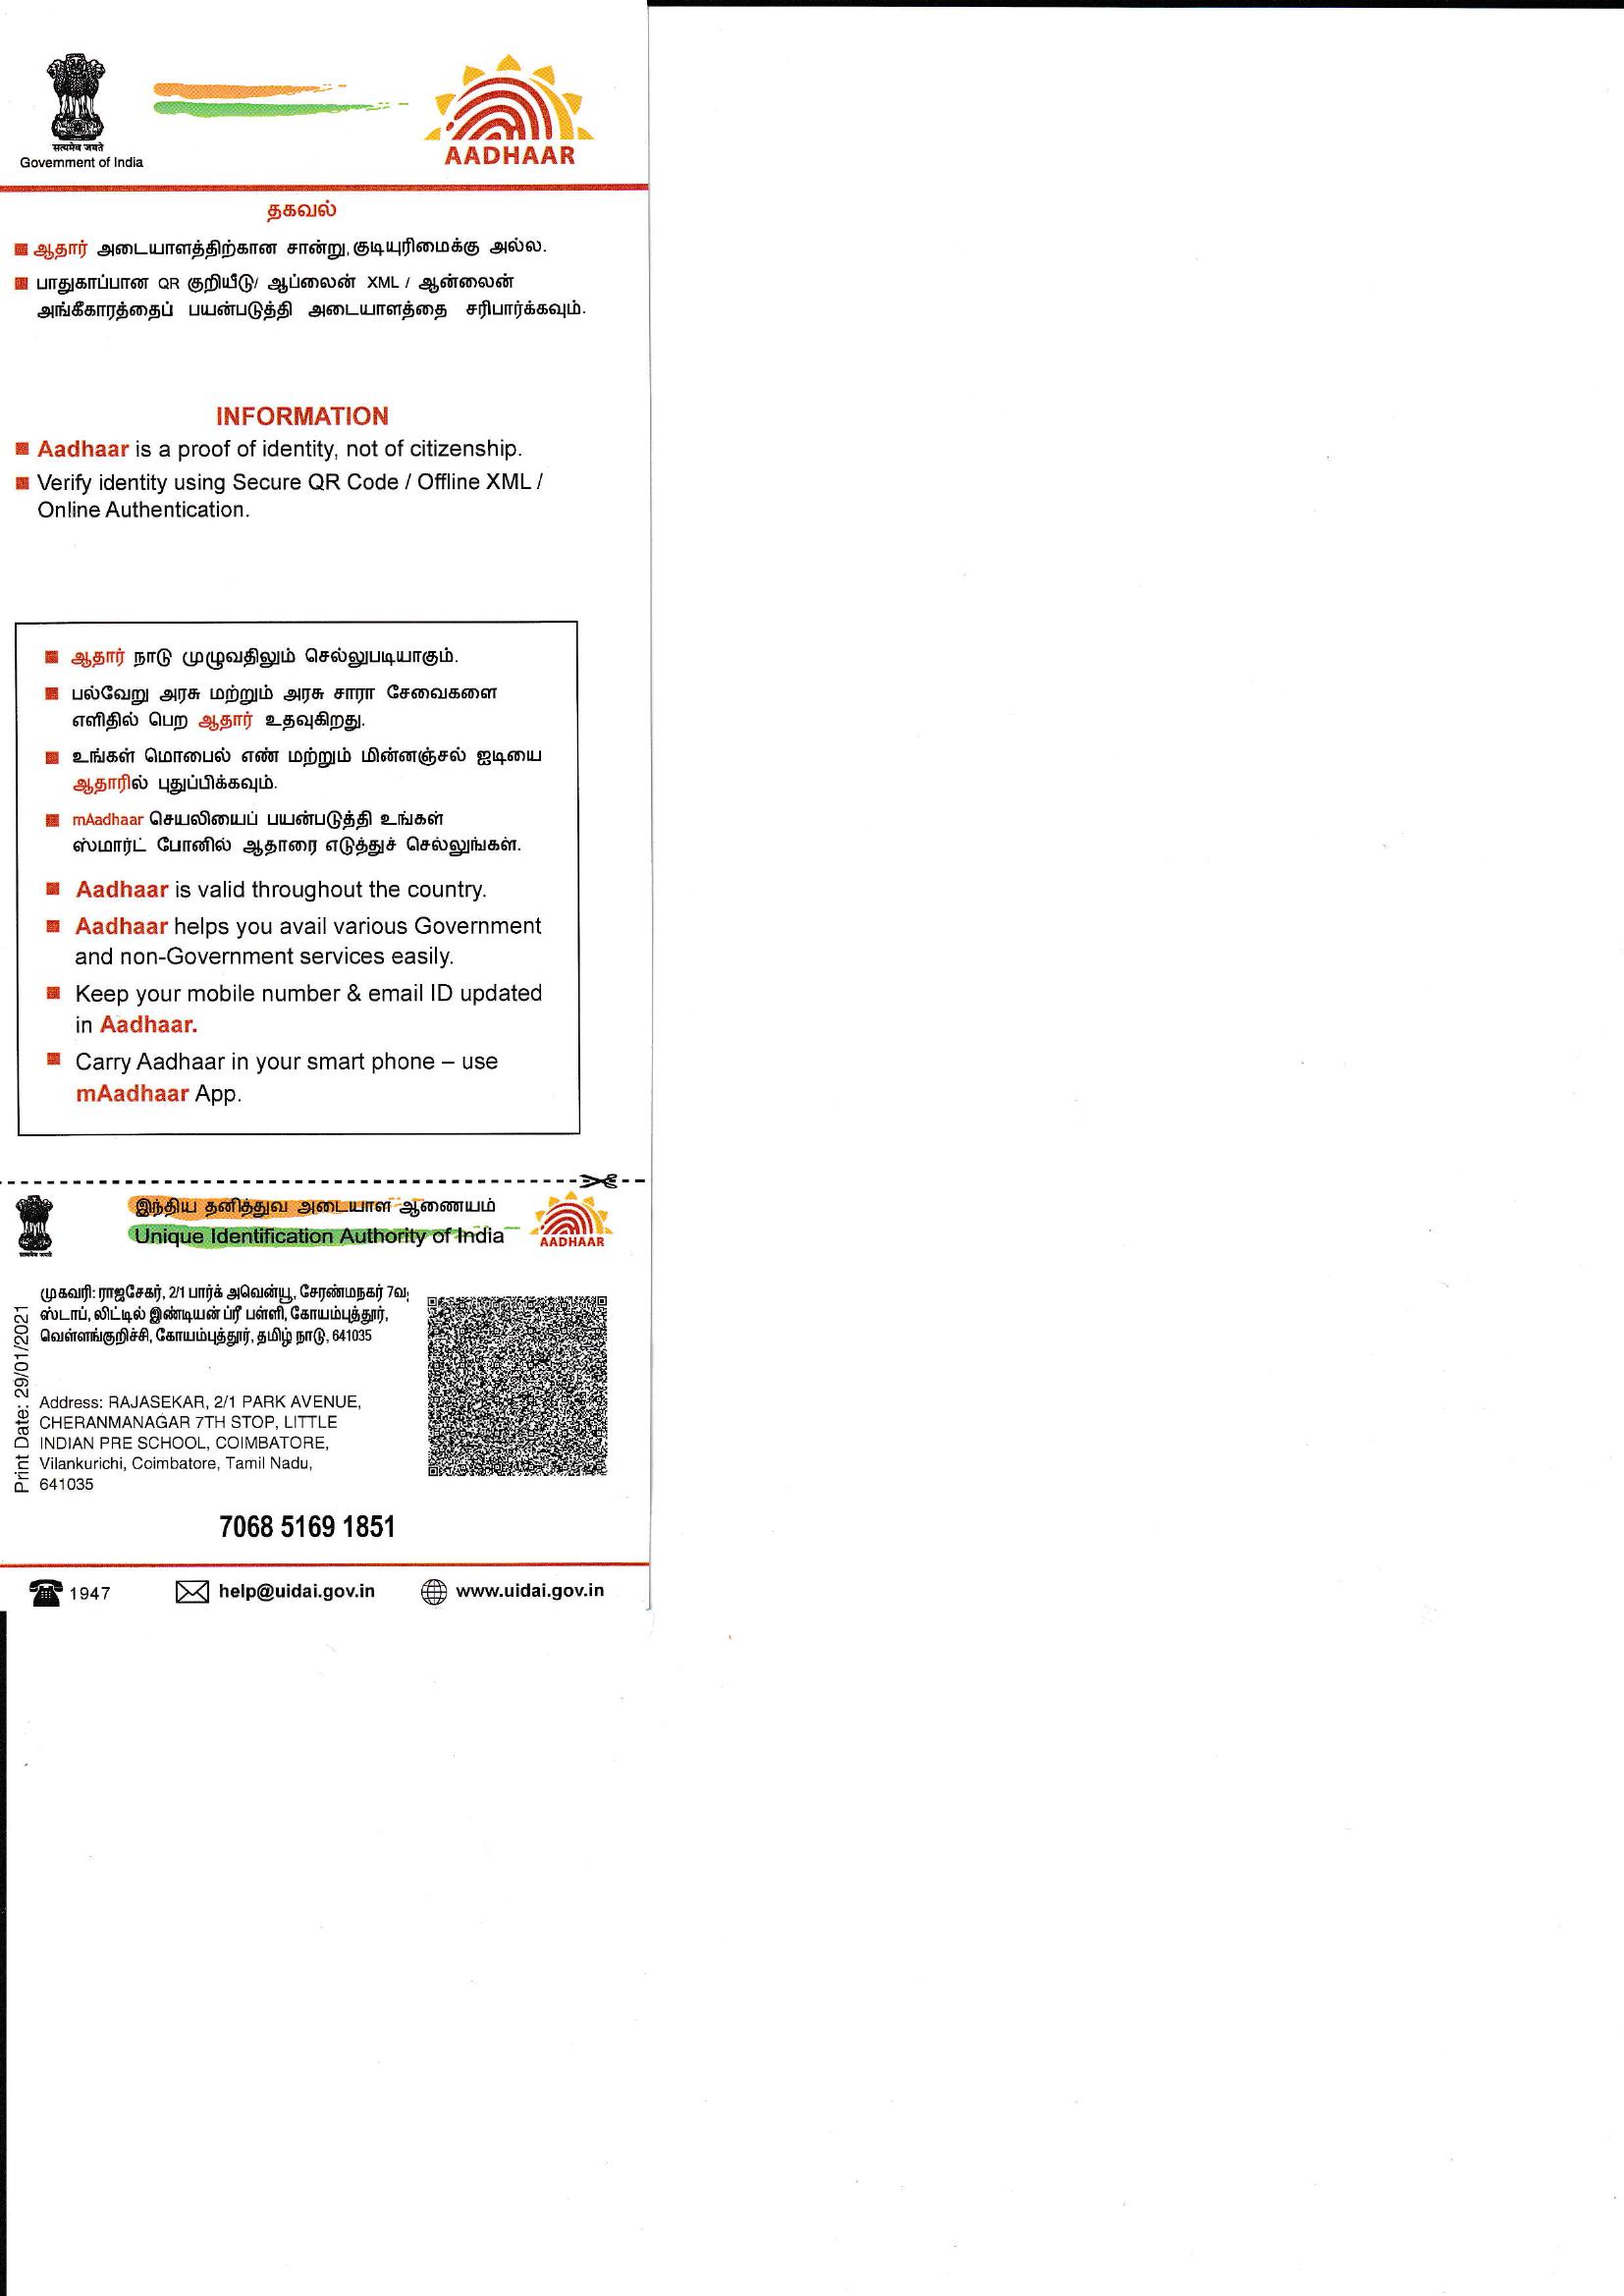 सत्यमेव जयते
Government of India
AADHAAR
தகவல்
ஆதார் அடையாளத்திற்கான சான்று, குடியுரிமைக்கு அல்ல.
பாதுகாப்பான QR குறியீடு/ ஆப்லைன் XML / ஆன்லைன்
அங்கீகாரத்தைப் பயன்படுத்தி அடையாளத்தை சரிபார்க்கவும்.
INFORMATION
Aadhaar is a proof of identity, not of citizenship.
Verify identity using Secure QR Code / Offline XML /
Online Authentication.
ஆதார் நாடு முழுவதிலும் செல்லுபடியாகும்.
பல்வேறு அரசு மற்றும் அரசு சாரா சேவைகளை
எளிதில் பெற ஆதார் உதவுகிறது.
உங்கள் மொபைல் எண் மற்றும் மின்னஞ்சல் ஐடியை
ஆதாரில் புதுப்பிக்கவும்.
mAadhaar செயலியைப் பயன்படுத்தி உங்கள்
ஸ்மார்ட் போனில் ஆதாரை எடுத்துச் செல்லுங்கள்.
Aadhaar is valid throughout the country.
Aadhaar helps you avail various Government
and non-Government services easily.
Keep your mobile number & email ID updated
in Aadhaar.
Carry Aadhaar in your smart phone – use
mAadhaar App.
இந்திய தனித்துவ அடையாள ஆணையம்
Unique Identification Authority of India
सत्यमेव जयते
AADHAAR
முகவரி: ராஜசேகர், 2/1 பார்க் அவென்யூ, சேரண்மநகர் 7வ
ஸ்டாப், லிட்டில் இண்டியன் ப்ரீ பள்ளி, கோயம்புத்தூர்,
வெள்ளங்குறிச்சி, கோயம்புத்தூர், தமிழ் நாடு, 641035
Print Date: 29/01/2021
Address: RAJASEKAR, 2/1 PARK AVENUE,
CHERANMANAGAR 7TH STOP, LITTLE
INDIAN PRE SCHOOL, COIMBATORE,
Vilankurichi, Coimbatore, Tamil Nadu,
641035
7068 5169 1851
1947
help@uidai.gov.in
www.uidai.gov.in